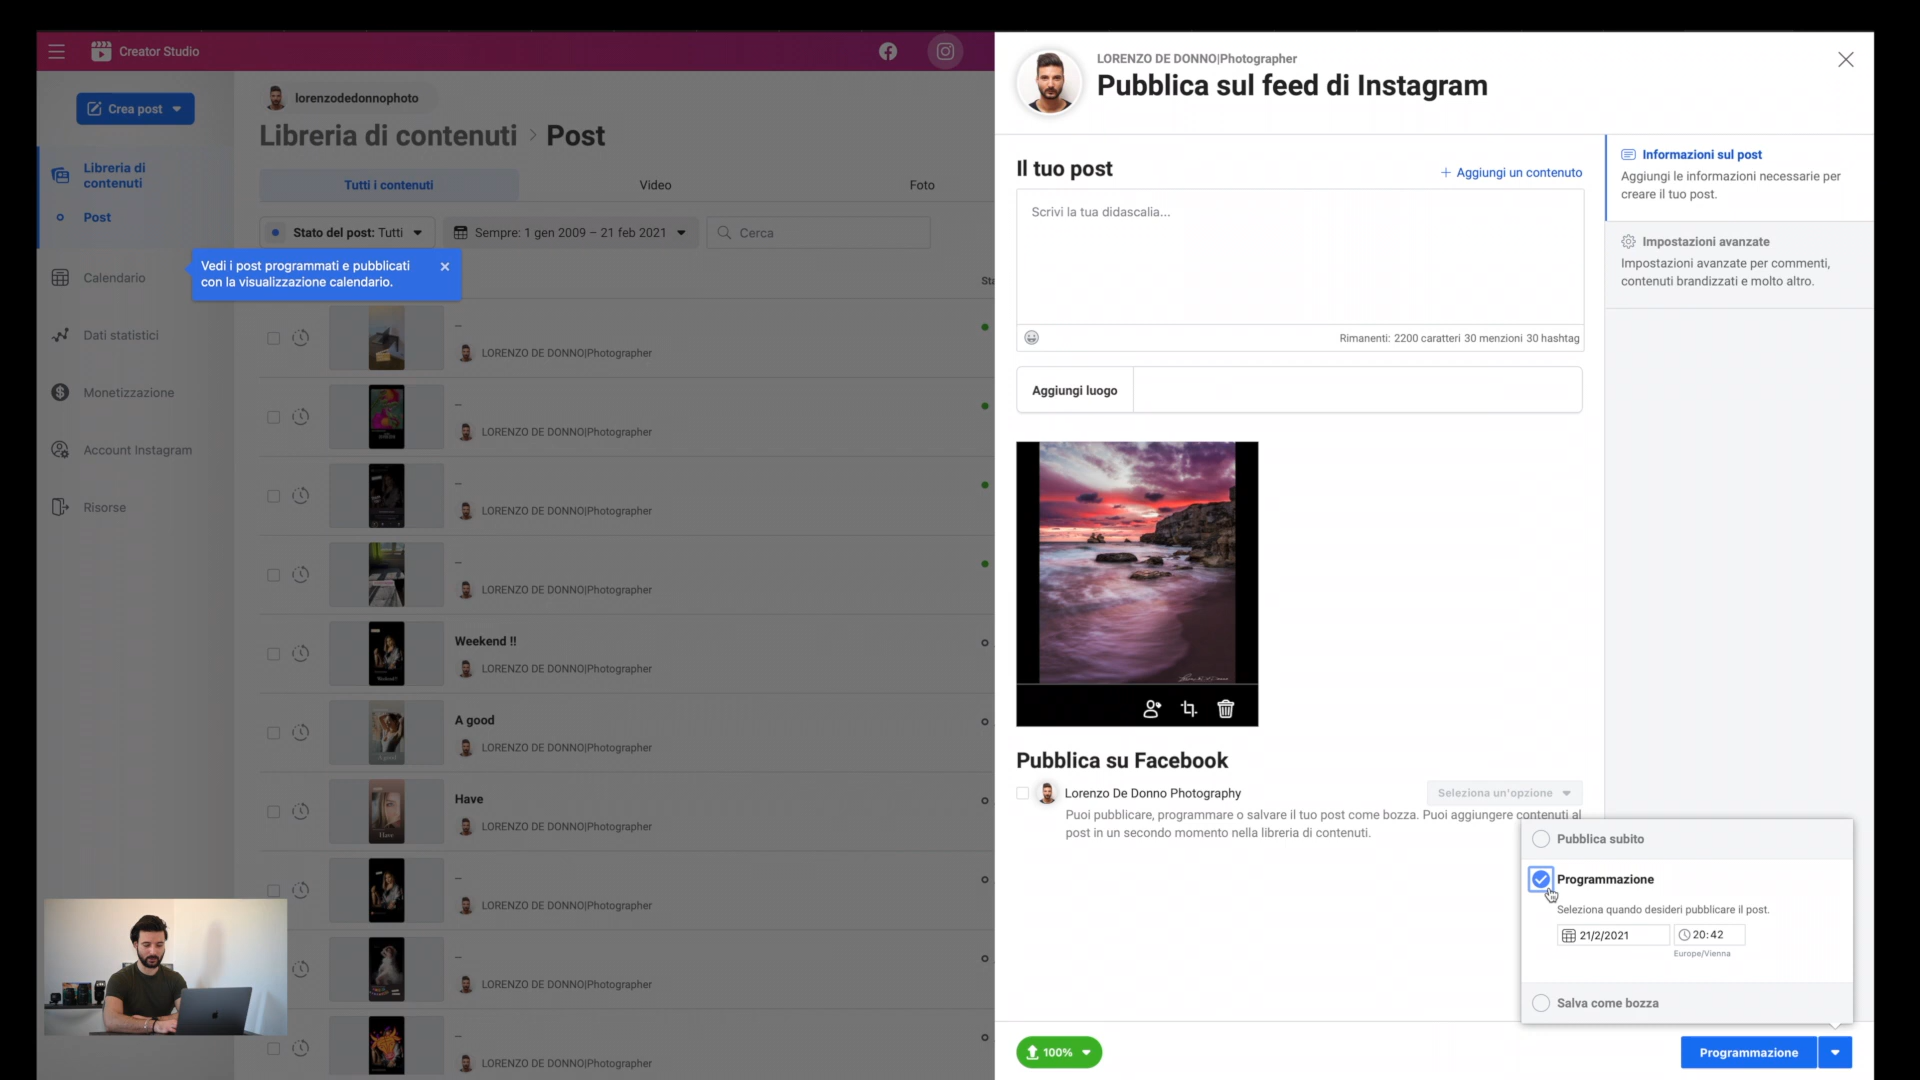 Creator Studio
Crea post
Libreria di
contenuti
Post
Calendario
Dati statistici
Monetizzazione
Account Instagram
Risorse
lorenzodedonnophoto
Libreria di contenuti > Post
Tutti i contenuti
Video
Foto
Stato del post: Tutti
Sempre: 1 gen 2009 – 21 feb 2021
Cerca
Vedi i post programmati e pubblicati
con la visualizzazione calendario.
Sta
–
LORENZO DE DONNO|Photographer
–
LORENZO DE DONNO|Photographer
–
LORENZO DE DONNO|Photographer
–
LORENZO DE DONNO|Photographer
Weekend !!
LORENZO DE DONNO|Photographer
A good
LORENZO DE DONNO|Photographer
Have
Have
LORENZO DE DONNO|Photographer
–
LORENZO DE DONNO|Photographer
–
LORENZO DE DONNO|Photographer
–
LORENZO DE DONNO|Photographer
LORENZO DE DONNO|Photographer
Pubblica sul feed di Instagram
Il tuo post
+ Aggiungi un contenuto
Scrivi la tua didascalia...
Rimanenti: 2200 caratteri 30 menzioni 30 hashtag
Aggiungi luogo
Pubblica su Facebook
Lorenzo De Donno Photography
Seleziona un'opzione
Puoi pubblicare, programmare o salvare il tuo post come bozza. Puoi aggiungere contenuti al
post in un secondo momento nella libreria di contenuti.
Informazioni sul post
Aggiungi le informazioni necessarie per
creare il tuo post.
Impostazioni avanzate
Impostazioni avanzate per commenti,
contenuti brandizzati e molto altro.
Pubblica subito
Programmazione
Seleziona quando desideri pubblicare il post.
21/2/2021
20:42
Europe/Vienna
Salva come bozza
100%
Programmazione